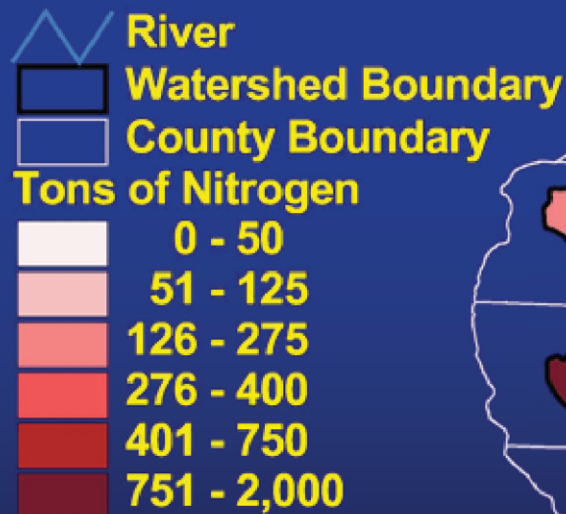 River
Watershed Boundary
County Boundary
Tons of Nitrogen
0 - 50
51 - 125
126 - 275
276 - 400
401 - 750
751 - 2,000